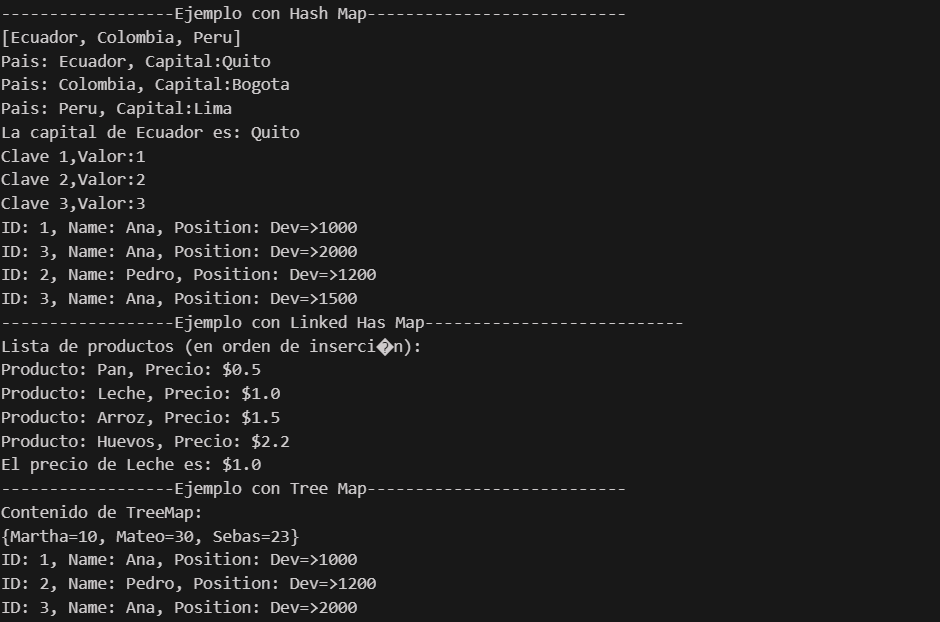 ------------------Ejemplo con Hash Map---------------------------
[Ecuador, Colombia, Peru]
Pais: Ecuador, Capital:Quito
Pais: Colombia, Capital:Bogota
Pais: Peru, Capital:Lima
La capital de Ecuador es: Quito
Clave 1,Valor:1
Clave 2,Valor:2
Clave 3,Valor:3
ID: 1, Name: Ana, Position: Dev=>1000
ID: 3, Name: Ana, Position: Dev=>2000
ID: 2, Name: Pedro, Position: Dev=>1200
ID: 3, Name: Ana, Position: Dev=>1500
------------------Ejemplo con Linked Has Map---------------------------
Lista de productos (en orden de inserci�n):
Producto: Pan, Precio: $0.5
Producto: Leche, Precio: $1.0
Producto: Arroz, Precio: $1.5
Producto: Huevos, Precio: $2.2
El precio de Leche es: $1.0
------------------Ejemplo con Tree Map---------------------------
Contenido de TreeMap:
{Martha=10, Mateo=30, Sebas=23}
ID: 1, Name: Ana, Position: Dev=>1000
ID: 2, Name: Pedro, Position: Dev=>1200
ID: 3, Name: Ana, Position: Dev=>2000